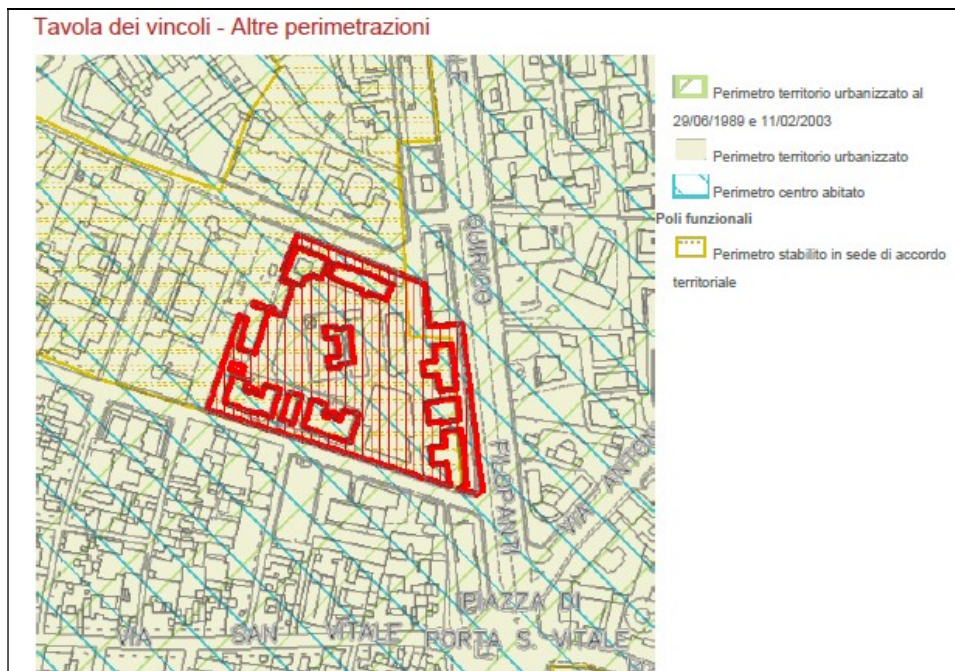 Tavola dei vincoli - Altre perimetrazioni
Perimetro territorio urbanizzato al
29/06/1989 e 11/02/2003
Perimetro territorio urbanizzato
Perimetro centro abitato
Poli funzionali
Perimetro stabilito in sede di accordo
territoriale
QUIRICO
FILOPANTI
VIA
PIAZZA DI
VIA SAN VITALE PORTA S. VITALE